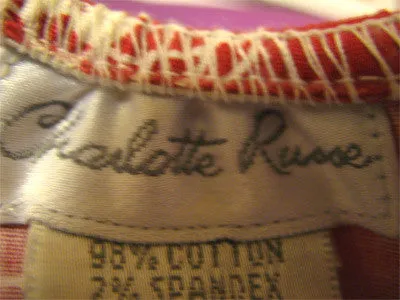 Charlotte Russe
98% COTTON
2% SPANDEX